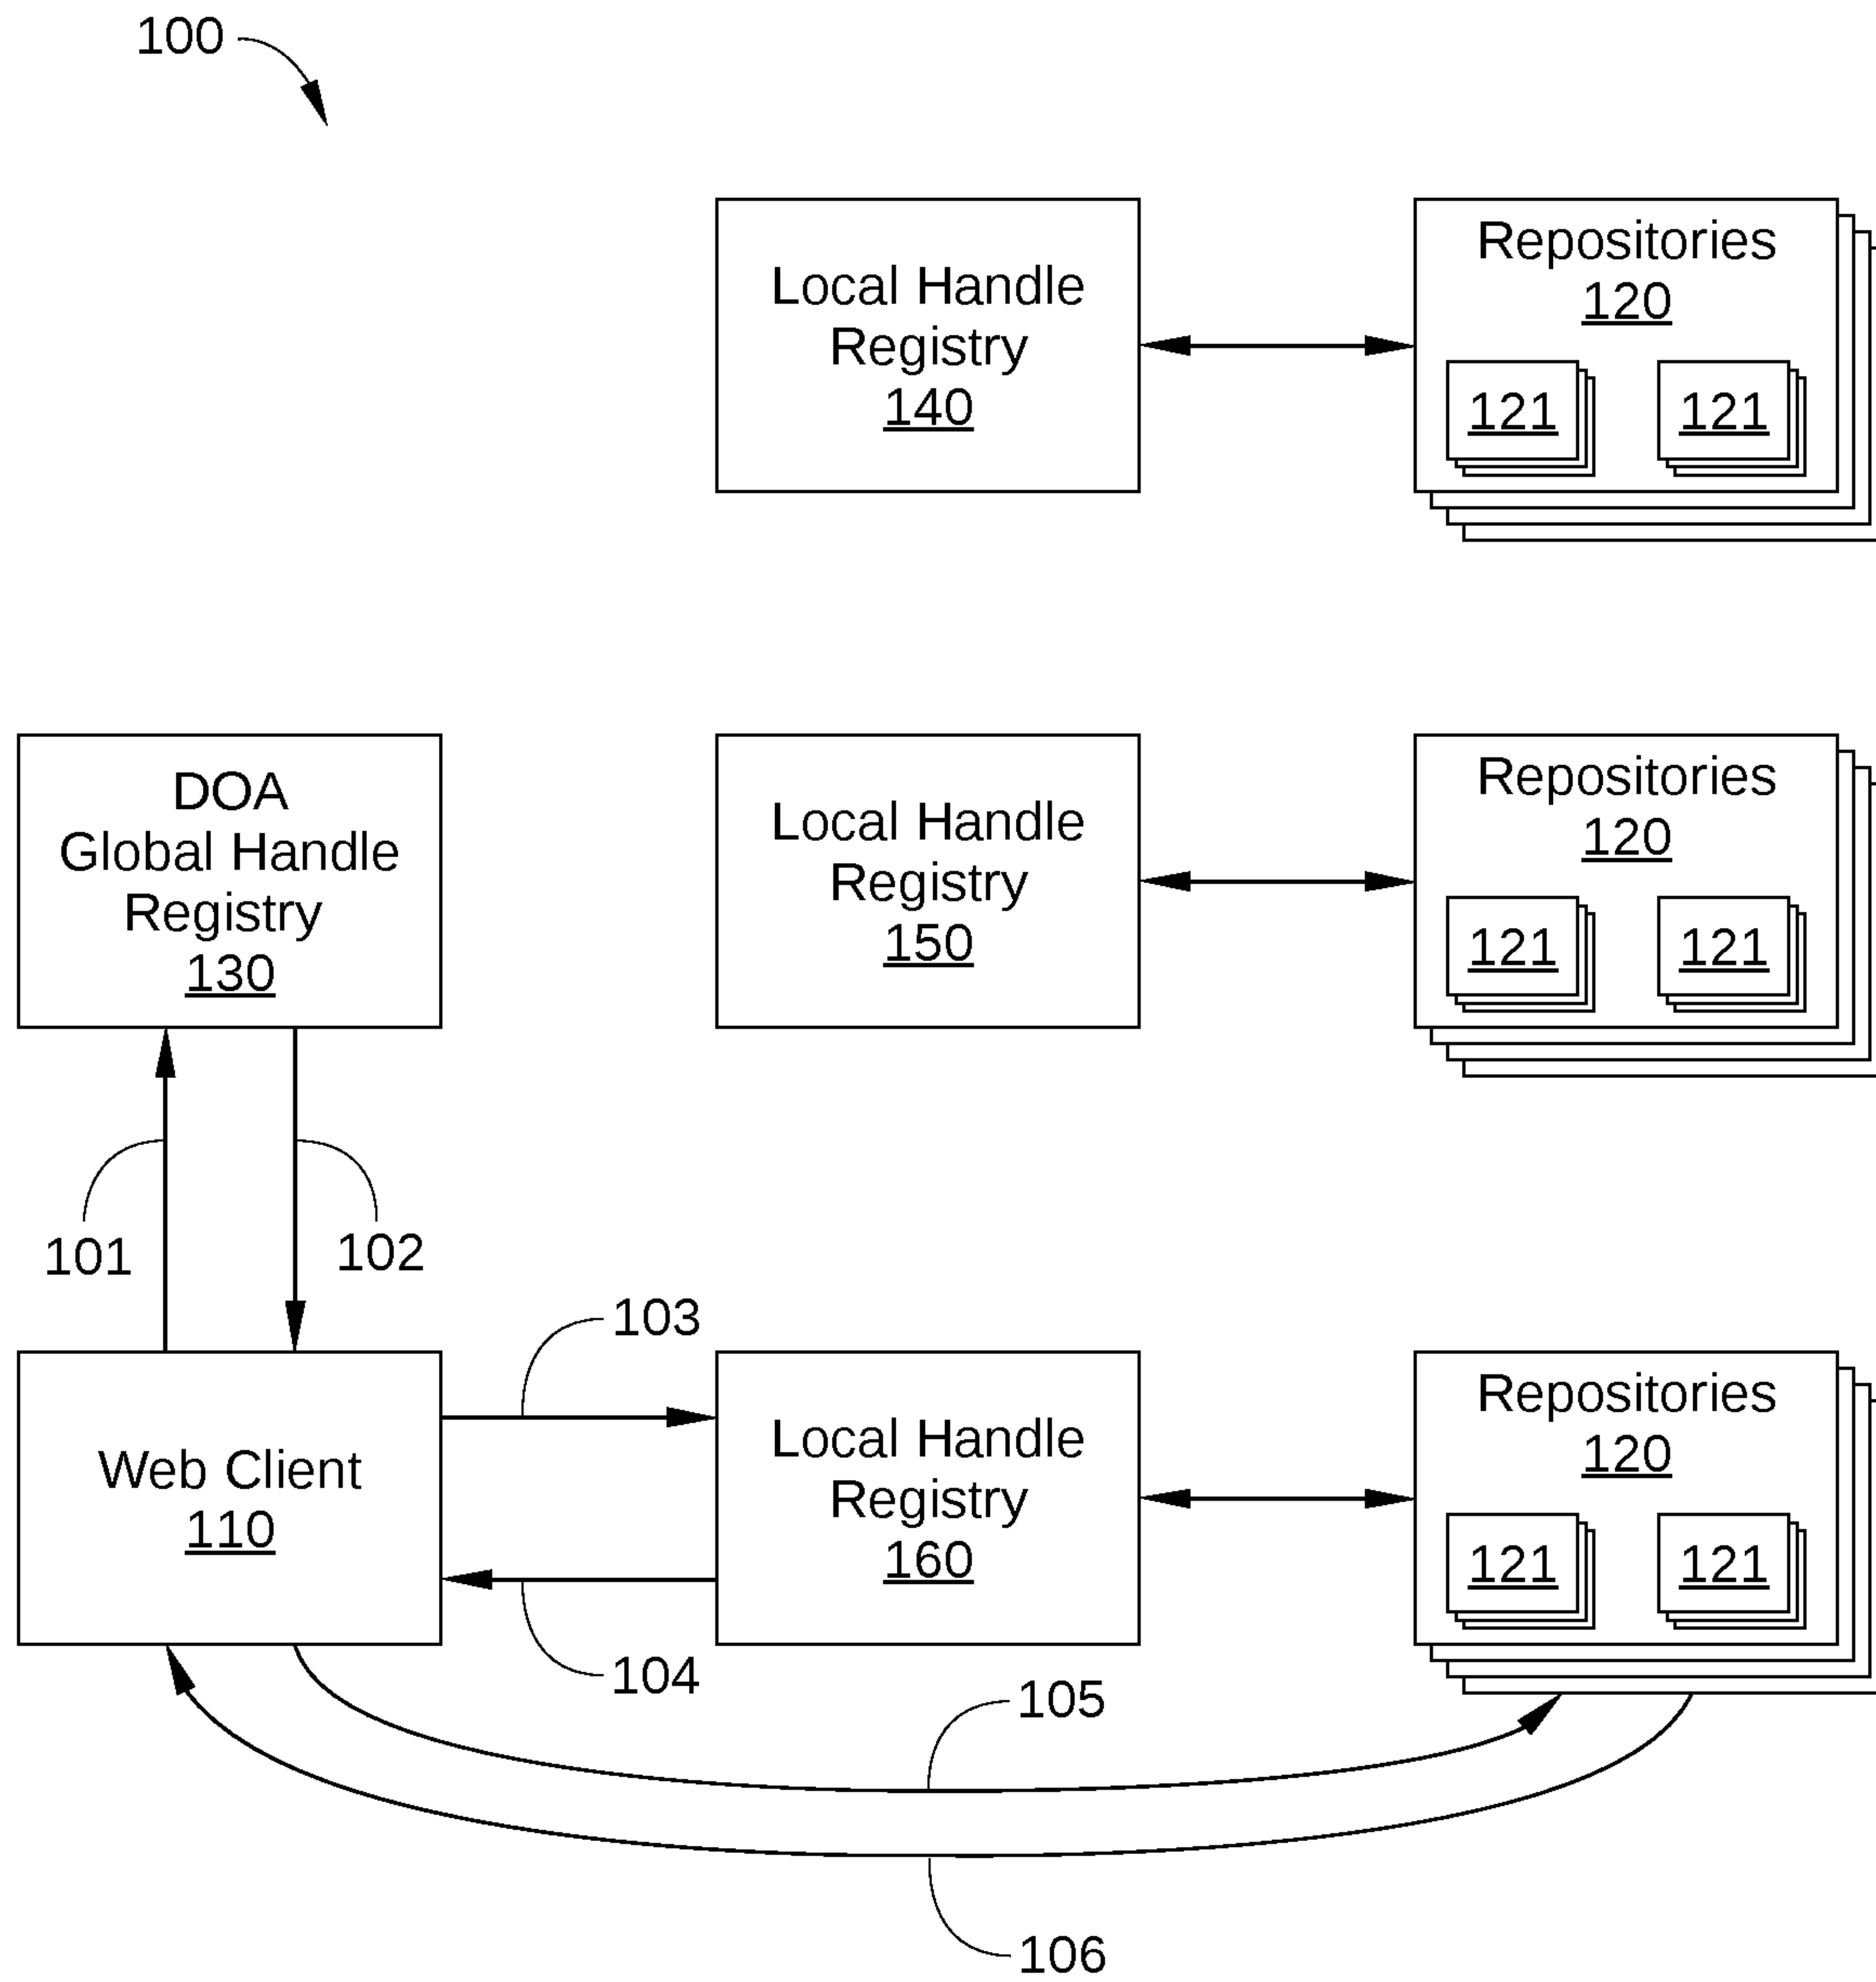 100
Local Handle
Registry
140
Repositories
120
121
121
DOA
Global Handle
Registry
130
Local Handle
Registry
150
Repositories
120
121
121
101
102
103
Web Client
110
Local Handle
Registry
160
Repositories
120
121
121
104
105
106